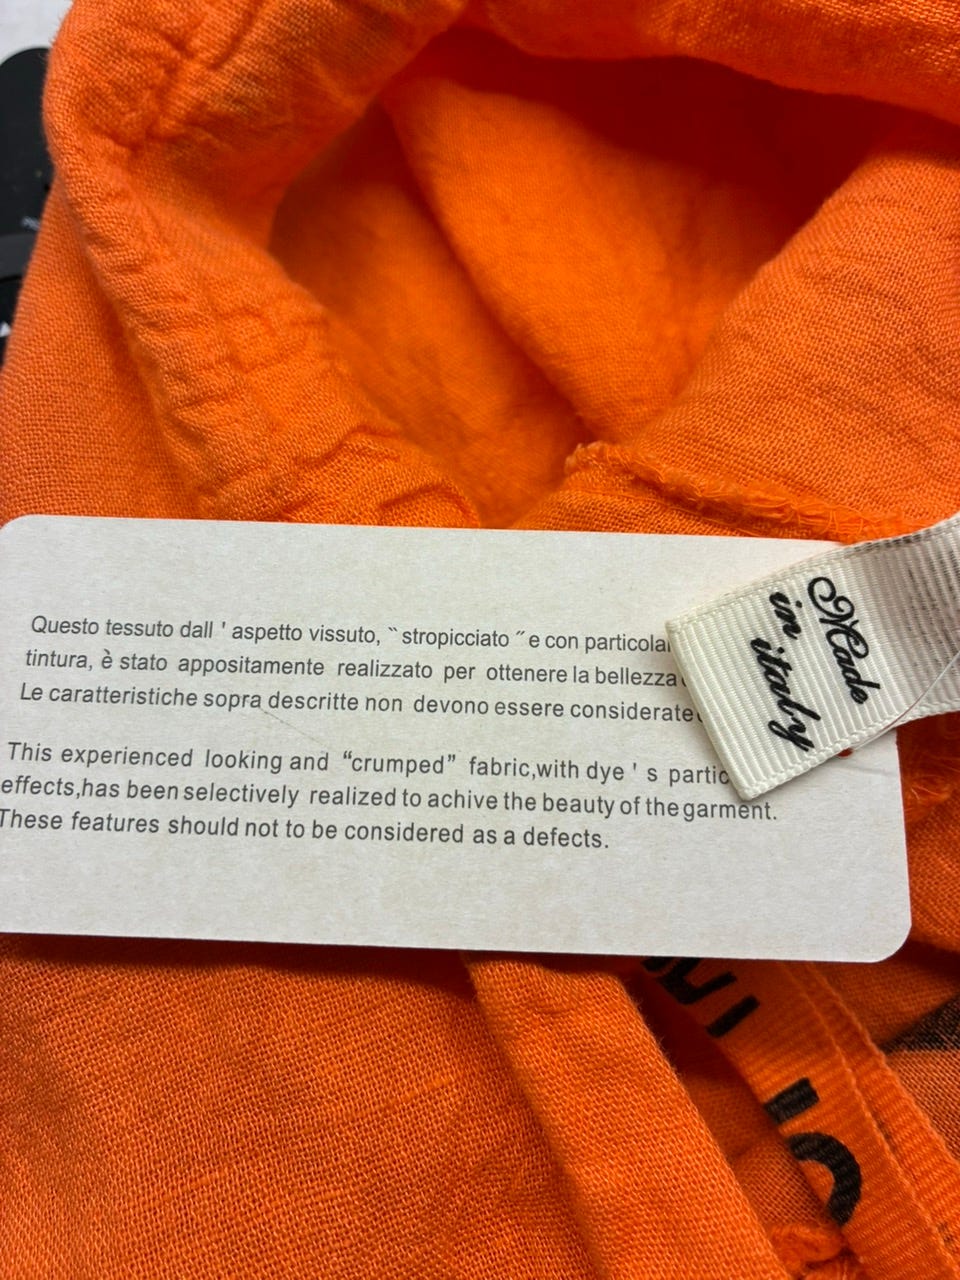 Questo tessuto dall ' aspetto vissuto, `` stropicciato ˝ e con
tintura, è stato appositamente realizzato per ottenere la bellezza
Le caratteristiche sopra descritte non devono essere considerate
This experienced looking and “crumped” fabric,with dye ' s
effects,has been selectively realized to achive the beauty of the garment.
These features should not to be considered as a defects.
Made
in italy